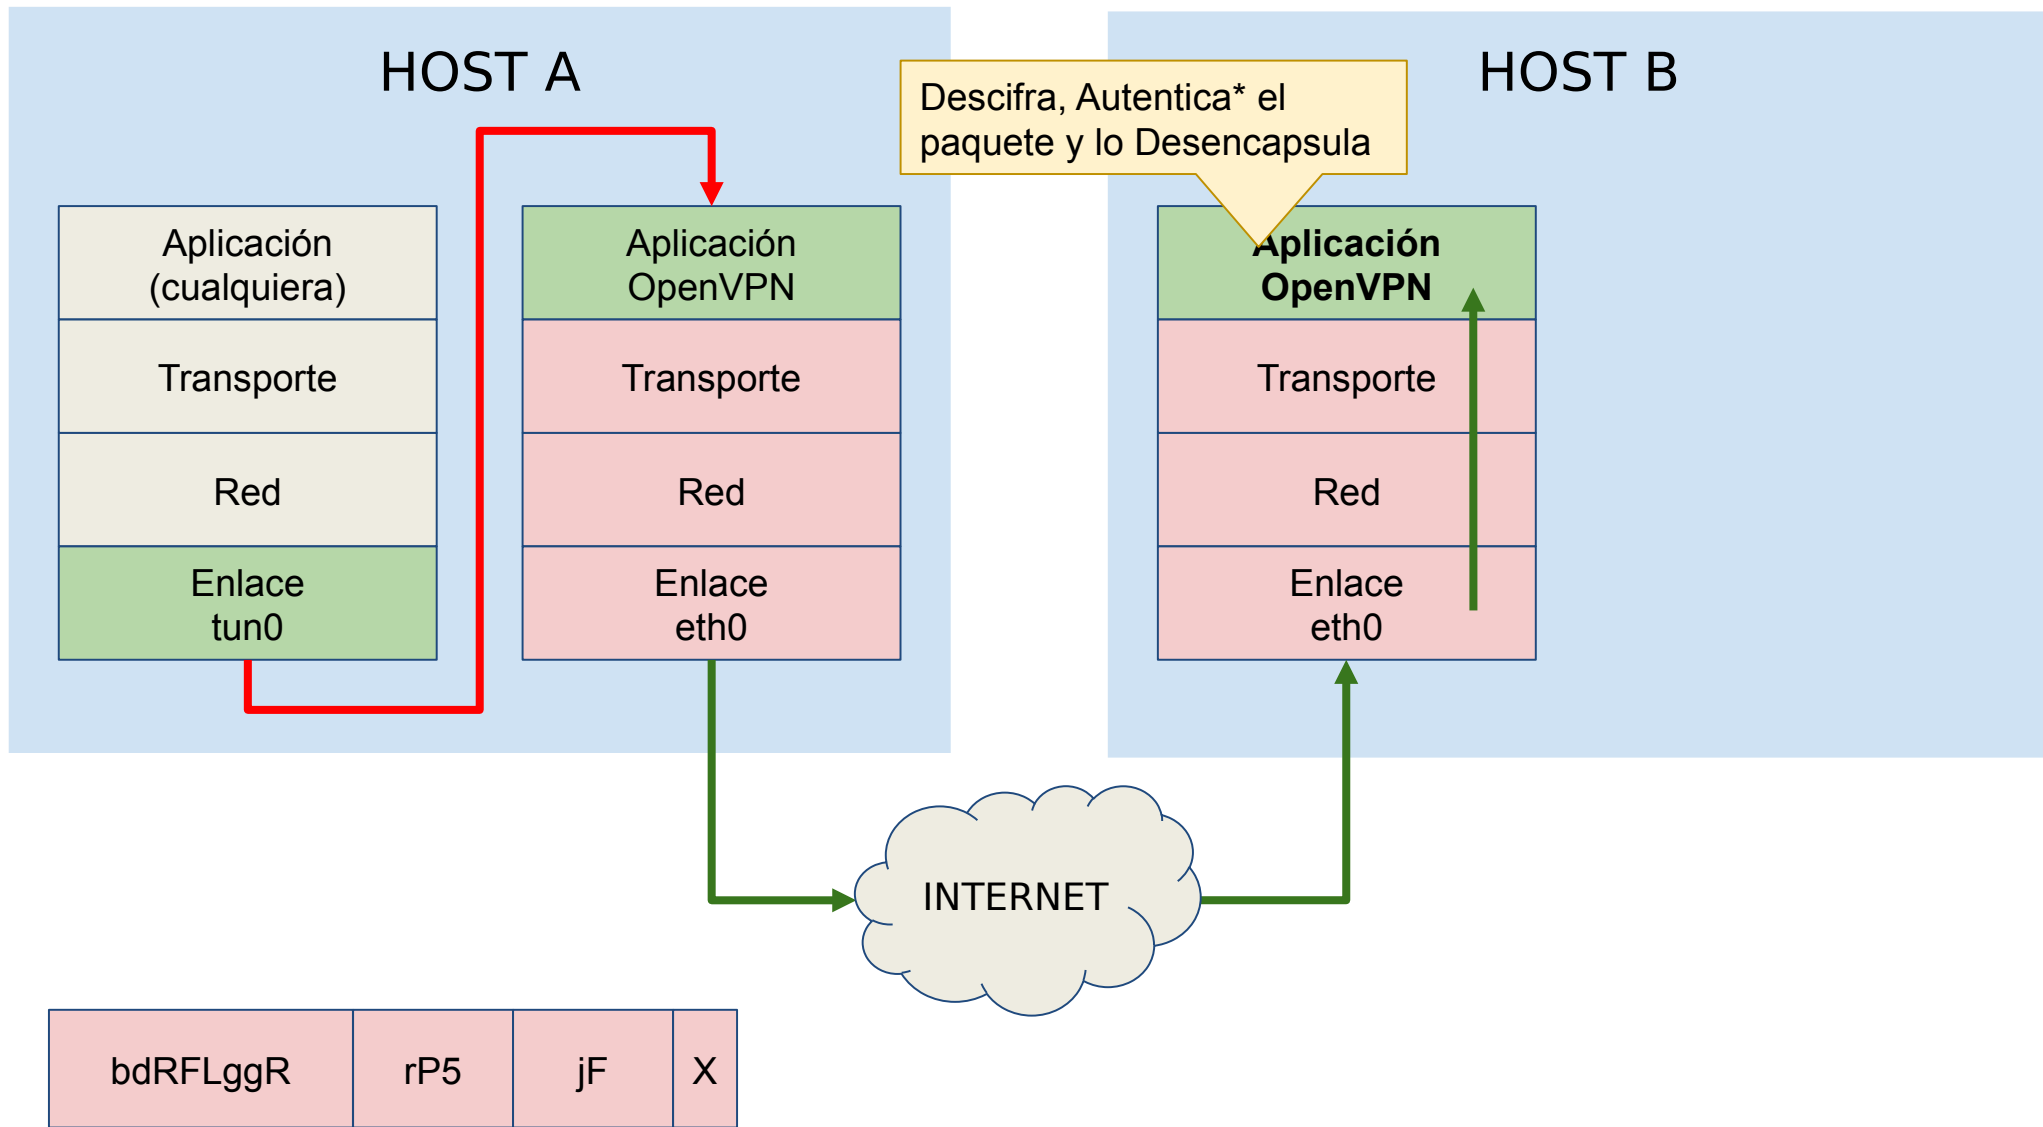 HOST A
HOST B
Descifra, Autentica* el
paquete y lo Desencapsula
Aplicación
(cualquiera)
Transporte
Red
Enlace
tun0
Aplicación
OpenVPN
Transporte
Red
Enlace
eth0
Aplicación
OpenVPN
Transporte
Red
Enlace
eth0
INTERNET
bdRFLggR
rP5
jF
X